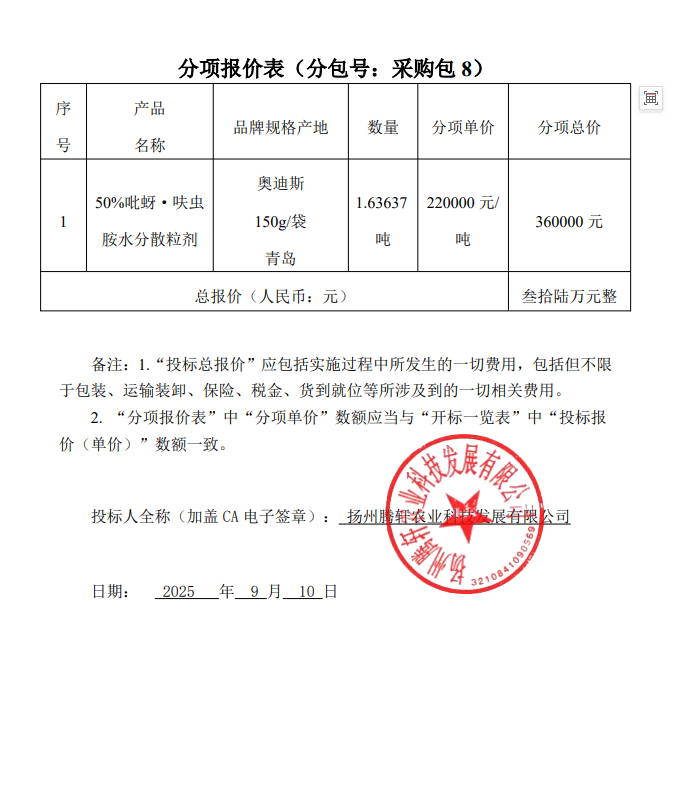 分项报价表（分包号：采购包 8）
序号 产品名称 品牌规格产地 数量 分项单价 分项总价
1 50%吡蚜·呋虫胺水分散粒剂 奥迪斯 150g/袋 青岛 1.63637吨 220000 元/吨 360000 元
总报价（人民币：元） 叁拾陆万元整
备注：1.“投标总报价”应包括实施过程中所发生的一切费用，包括但不限
于包装、运输装卸、保险、税金、货到就位等所涉及到的一切相关费用。
2. “分项报价表”中“分项单价”数额应当与“开标一览表”中“投标报
价（单价）”数额一致。
投标人全称（加盖 CA 电子签章）： 扬州腾轩农业科技发展有限公司
扬州腾轩农业科技发展有限公司
3210841090569
日期： 2025 年 9 月 10 日